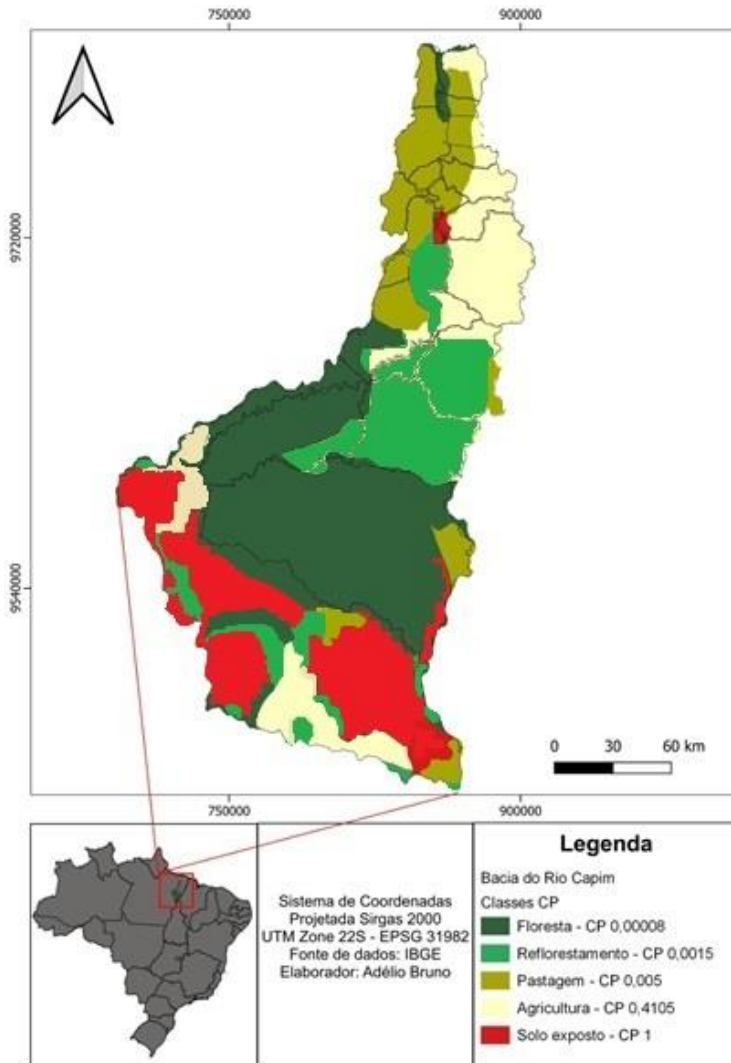 750000
900000
9720000
9540000
0 30 60 km
750000
900000
Sistema de Coordenadas
Projetada Sirgas 2000
UTM Zone 22S - EPSG 31982
Fonte de dados: IBGE
Elaborador: Adélio Bruno
Legenda
Bacia do Rio Capim
Classes CP
Floresta - CP 0,00008
Reflorestamento - CP 0,0015
Pastagem - CP 0,005
Agricultura - CP 0,4105
Solo exposto - CP 1